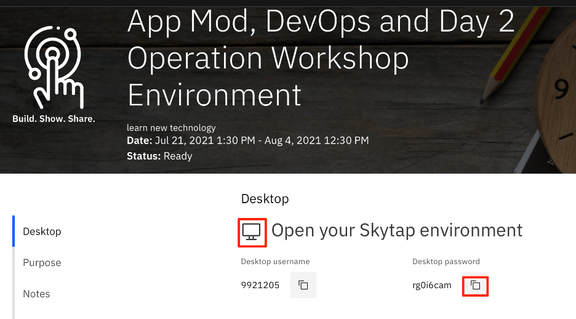 App Mod, DevOps and Day 2
Operation Workshop
Environment
Build. Show. Share.
learn new technology
Date: Jul 21, 2021 1:30 PM - Aug 4, 2021 12:30 PM
Status: Ready
9
Desktop
Desktop
Open your Skytap environment
Purpose
Desktop username
Desktop password
9921205
rg0i6cam
Notes